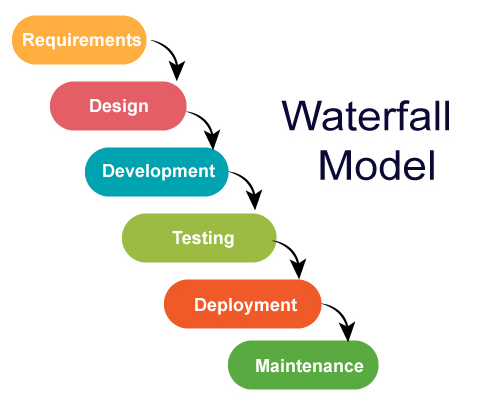 Requirements
Design
Waterfall
Model
Development
Testing
Deployment
Maintenance